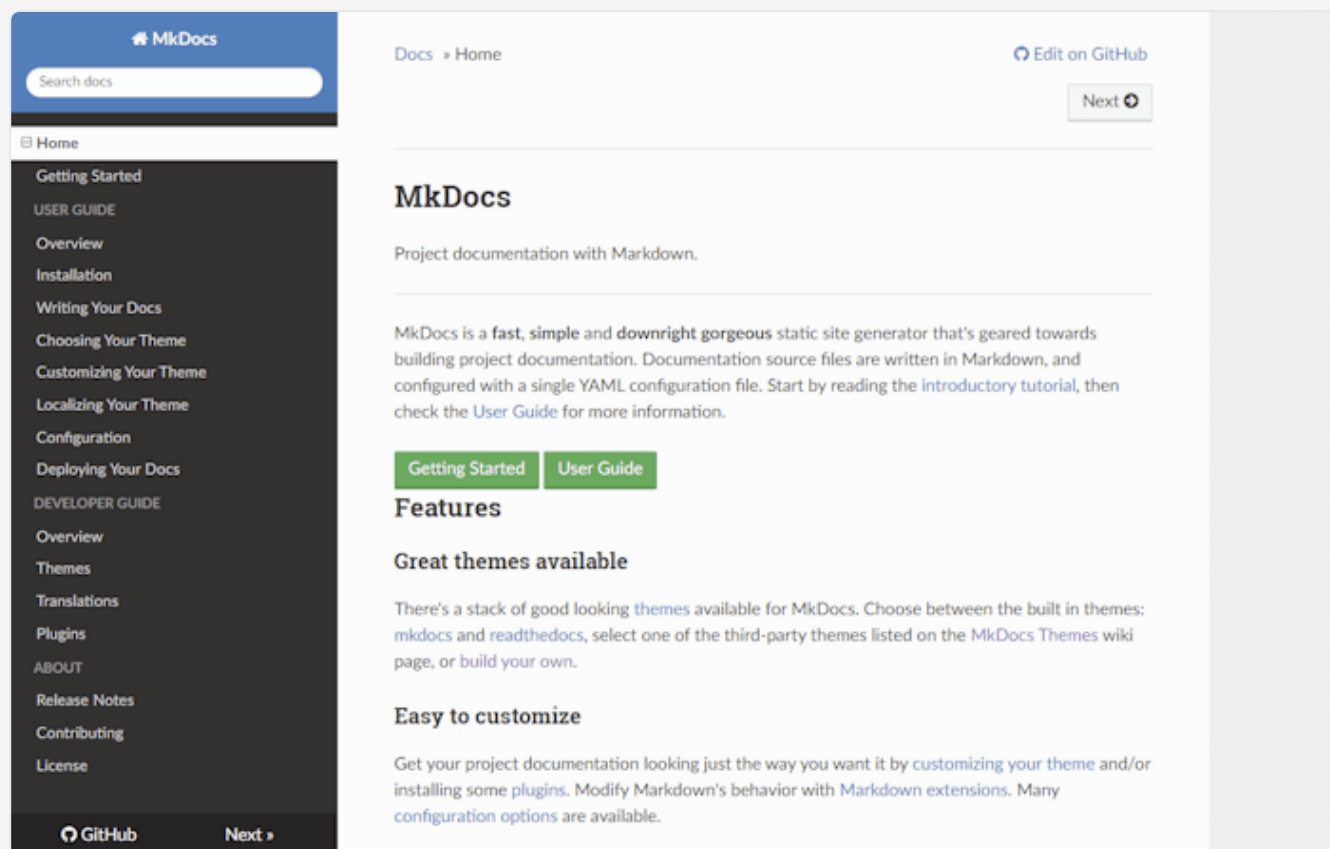 MkDocs
Search docs
Home
Getting Started
USER GUIDE
Overview
Installation
Writing Your Docs
Choosing Your Theme
Customizing Your Theme
Localizing Your Theme
Configuration
Deploying Your Docs
DEVELOPER GUIDE
Overview
Themes
Translations
Plugins
ABOUT
Release Notes
Contributing
License
GitHub Next »
Docs » Home
Edit on GitHub
Next
MkDocs
Project documentation with Markdown.
MkDocs is a fast, simple and downright gorgeous static site generator that's geared towards
building project documentation. Documentation source files are written in Markdown, and
configured with a single YAML configuration file. Start by reading the introductory tutorial, then
check the User Guide for more information.
Getting Started User Guide
Features
Great themes available
There's a stack of good looking themes available for MkDocs. Choose between the built in themes:
mkdocs and readthedocs, select one of the third-party themes listed on the MkDocs Themes wiki
page, or build your own.
Easy to customize
Get your project documentation looking just the way you want it by customizing your theme and/or
installing some plugins. Modify Markdown's behavior with Markdown extensions. Many
configuration options are available.